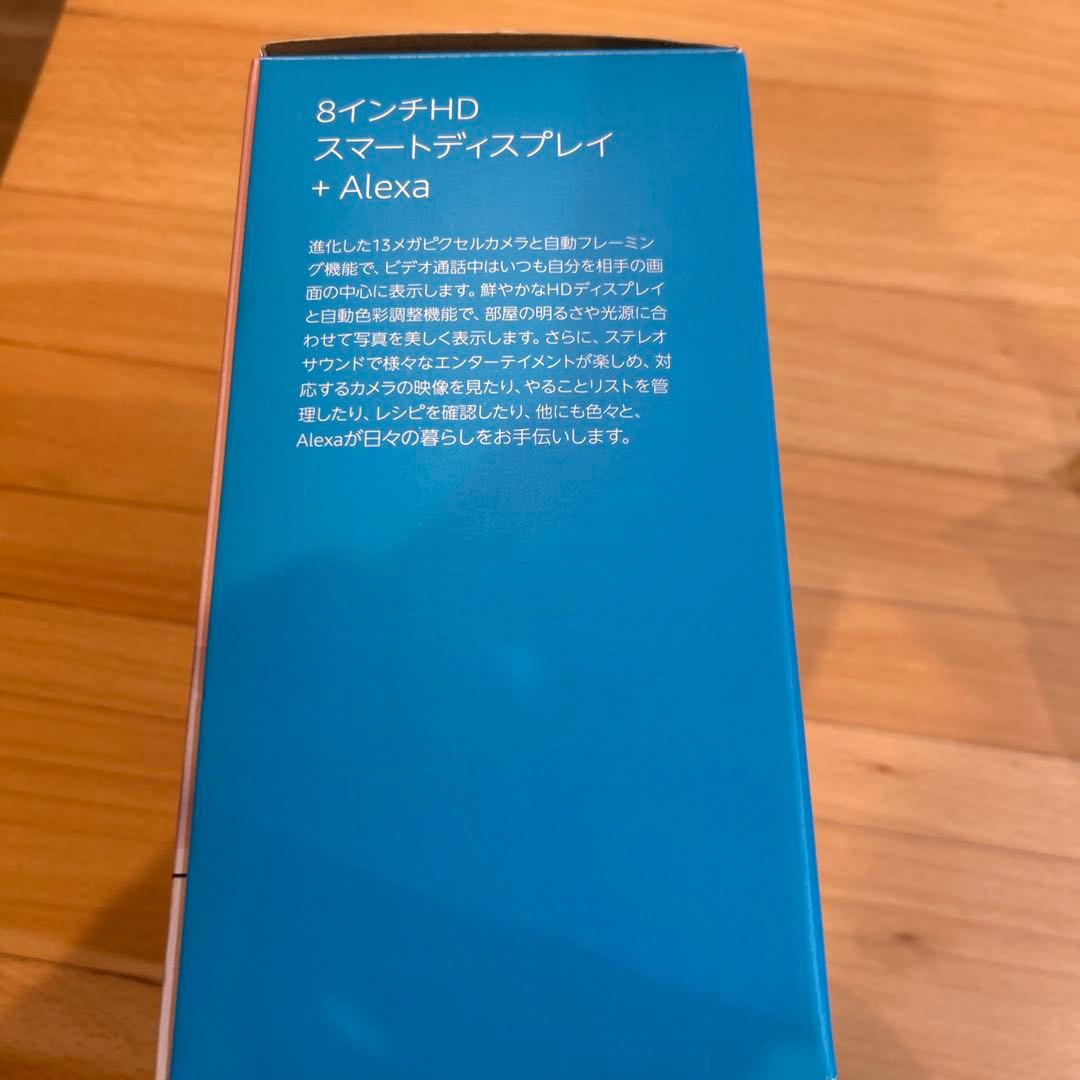 8インチHD
スマートディスプレイ
+ Alexa
進化した13メガピクセルカメラと自動フレーミン
グ機能で、ビデオ通話中はいつも自分を相手の画
面の中心に表示します。鮮やかなHDディスプレイ
と自動色彩調整機能で、部屋の明るさや光源に合
わせて写真を美しく表示します。さらに、ステレオ
サウンドで様々なエンターテイメントが楽しめ、対
応するカメラの映像を見たり、やることリストを管
理したり、レシピを確認したり、他にも色々と、
Alexaが日々の暮らしをお手伝いします。